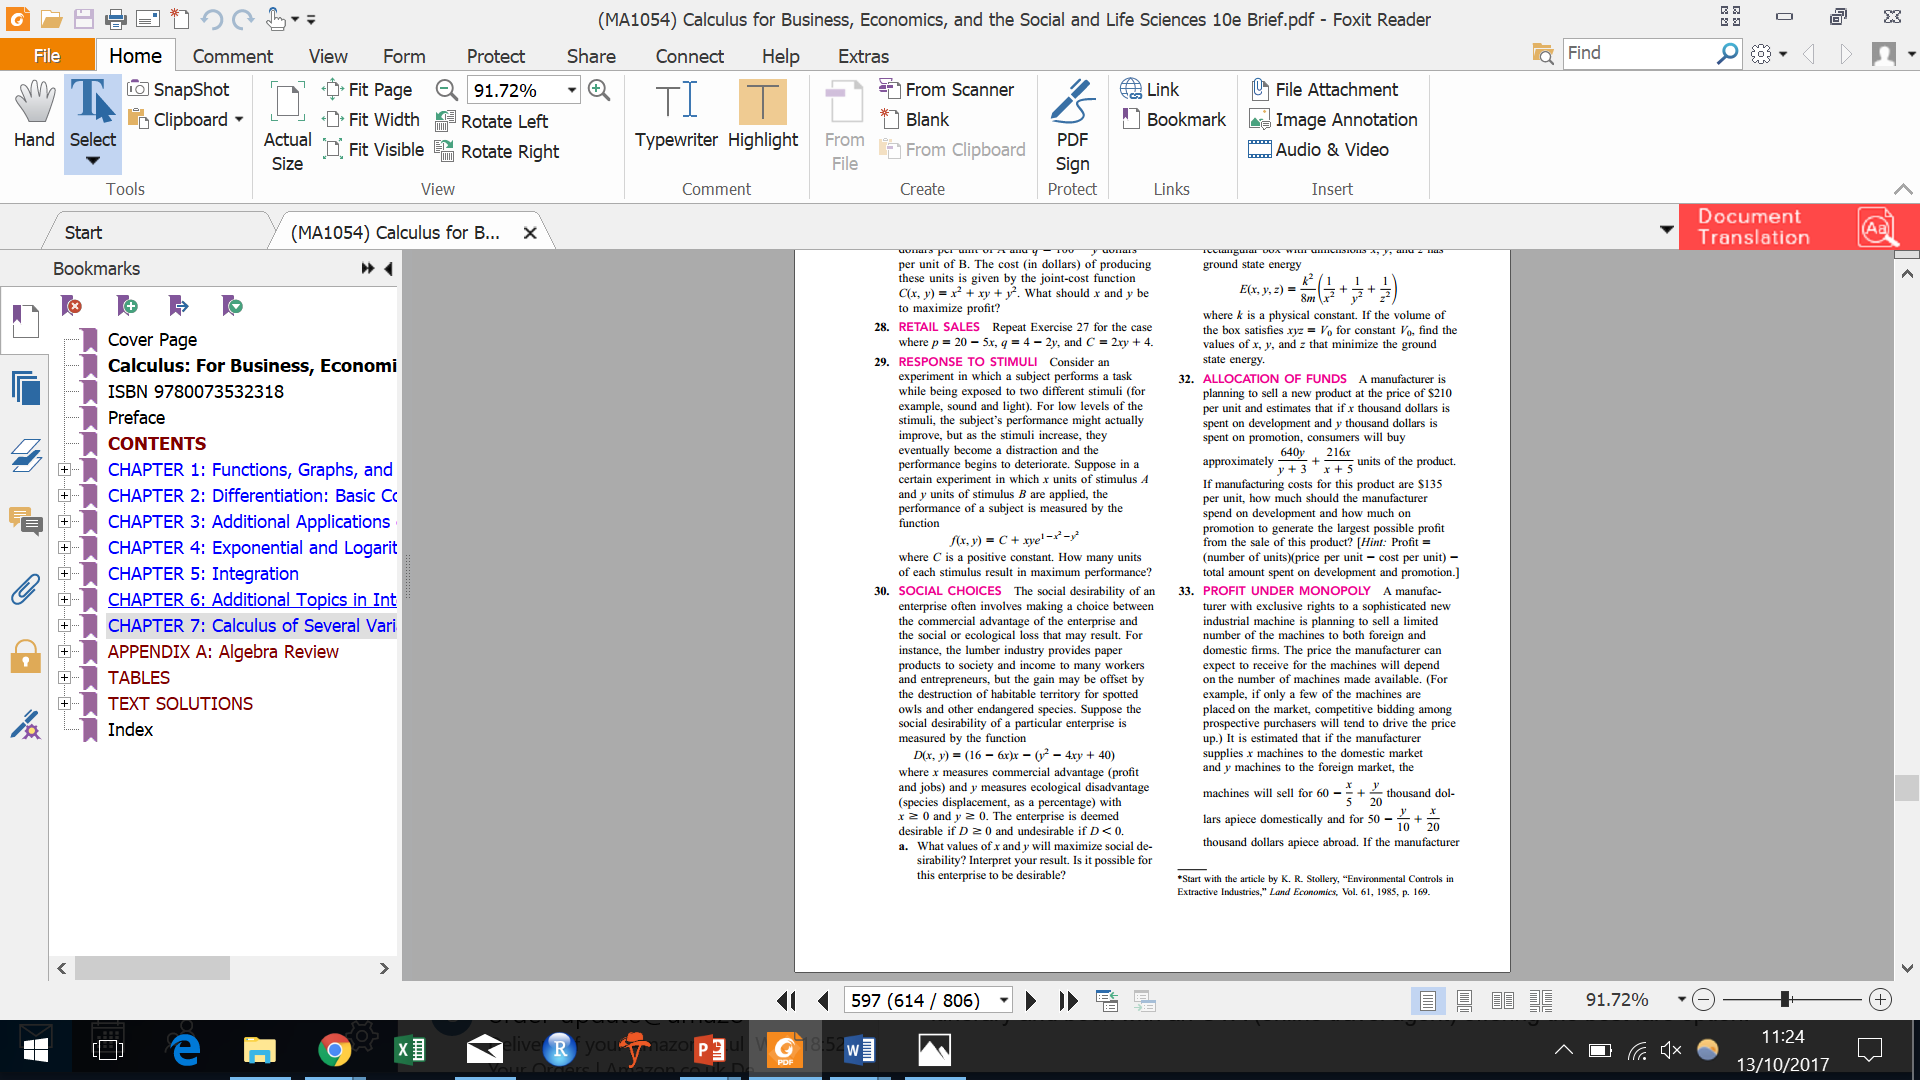 (MA1054) Calculus for Business, Economics, and the Social and Life Sciences 10e Brief.pdf - Foxit Reader
File Home Comment View Form Protect Share Connect Help Extras
Find
Hand
Select
SnapShot
Clipboard
Tools
Actual Size
Fit Page
Fit Width
Fit Visible
91.72%
Rotate Left
Rotate Right
View
Typewriter
Highlight
Comment
From File
From Scanner
Blank
From Clipboard
Create
PDF Sign
Protect
Link
Bookmark
Links
File Attachment
Image Annotation
Audio & Video
Insert
Start
(MA1054) Calculus for B...
Document
Translation
Bookmarks
Cover Page
Calculus: For Business, Economi
ISBN 9780073532318
Preface
CONTENTS
CHAPTER 1: Functions, Graphs, and
CHAPTER 2: Differentiation: Basic Co
CHAPTER 3: Additional Applications
CHAPTER 4: Exponential and Logarit
CHAPTER 5: Integration
CHAPTER 6: Additional Topics in Int
CHAPTER 7: Calculus of Several Vari
APPENDIX A: Algebra Review
TABLES
TEXT SOLUTIONS
Index
per unit of B. The cost (in dollars) of producing
these units is given by the joint-cost function
C(x, y) = x² + xy + y². What should x and y be
to maximize profit?
28. RETAIL SALES Repeat Exercise 27 for the case
where p = 20 − 5x, q = 4 − 2y, and C = 2xy + 4.
29. RESPONSE TO STIMULI Consider an
experiment in which a subject performs a task
while being exposed to two different stimuli (for
example, sound and light). For low levels of the
stimuli, the subject's performance might actually
improve, but as the stimuli increase, they
eventually become a distraction and the
performance begins to deteriorate. Suppose in a
certain experiment in which x units of stimulus A
and y units of stimulus B are applied, the
performance of a subject is measured by the
function
f(x, y) = C + xye^(1−x²−y²)
where C is a positive constant. How many units
of each stimulus result in maximum performance?
30. SOCIAL CHOICES The social desirability of an
enterprise often involves making a choice between
the commercial advantage of the enterprise and
the social or ecological loss that may result. For
instance, the lumber industry provides paper
products to society and income to many workers
and entrepreneurs, but the gain may be offset by
the destruction of habitable territory for spotted
owls and other endangered species. Suppose the
social desirability of a particular enterprise is
measured by the function
D(x, y) = (16 − 6x)x − (y² − 4xy + 40)
where x measures commercial advantage (profit
and jobs) and y measures ecological disadvantage
(species displacement, as a percentage) with
x ≥ 0 and y ≥ 0. The enterprise is deemed
desirable if D ≥ 0 and undesirable if D < 0.
a. What values of x and y will maximize social de-
sirability? Interpret your result. Is it possible for
this enterprise to be desirable?
rectangular box with dimensions x, y, and z has
ground state energy
E(x, y, z) = k²/8m (1/x² + 1/y² + 1/z²)
where k is a physical constant. If the volume of
the box satisfies xyz = V₀ for constant V₀, find the
values of x, y, and z that minimize the ground
state energy.
32. ALLOCATION OF FUNDS A manufacturer is
planning to sell a new product at the price of $210
per unit and estimates that if x thousand dollars is
spent on development and y thousand dollars is
spent on promotion, consumers will buy
approximately 640y/(y + 3) + 216x/(x + 5) units of the product.
If manufacturing costs for this product are $135
per unit, how much should the manufacturer
spend on development and how much on
promotion to generate the largest possible profit
from the sale of this product? [Hint: Profit =
(number of units)(price per unit − cost per unit) −
total amount spent on development and promotion.]
33. PROFIT UNDER MONOPOLY A manufac-
turer with exclusive rights to a sophisticated new
industrial machine is planning to sell a limited
number of the machines to both foreign and
domestic firms. The price the manufacturer can
expect to receive for the machines will depend
on the number of machines made available. (For
example, if only a few of the machines are
placed on the market, competitive bidding among
prospective purchasers will tend to drive the price
up.) It is estimated that if the manufacturer
supplies x machines to the domestic market
and y machines to the foreign market, the
machines will sell for 60 − x/5 + y/20 thousand dol-
lars apiece domestically and for 50 − y/10 + x/20
thousand dollars apiece abroad. If the manufacturer
*Start with the article by K. R. Stollery, "Environmental Controls in
Extractive Industries," Land Economics, Vol. 61, 1985, p. 169.
597 (614 / 806)
91.72%
11:24
13/10/2017